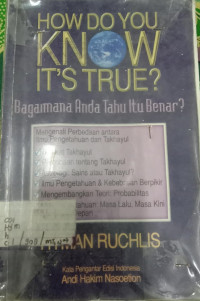 HOW DO YOU
KNOW
IT'S TRUE?
Bagaimana Anda Tahu Itu Benar?
Mengenali Perbedaan antara
Ilmu Pengetahuan dan Takhayul
Takhayul
tentang Takhayul
Sains atau Takhayul
Ilmu Pengetahuan & Kebebasan Berpikir
Mengembangkan Teori Probabilitas
Masa Lalu, Masa Kini
RUCHLIS
Kata Pengantar Edisi Indonesia
Andi Hakim Nasoetion